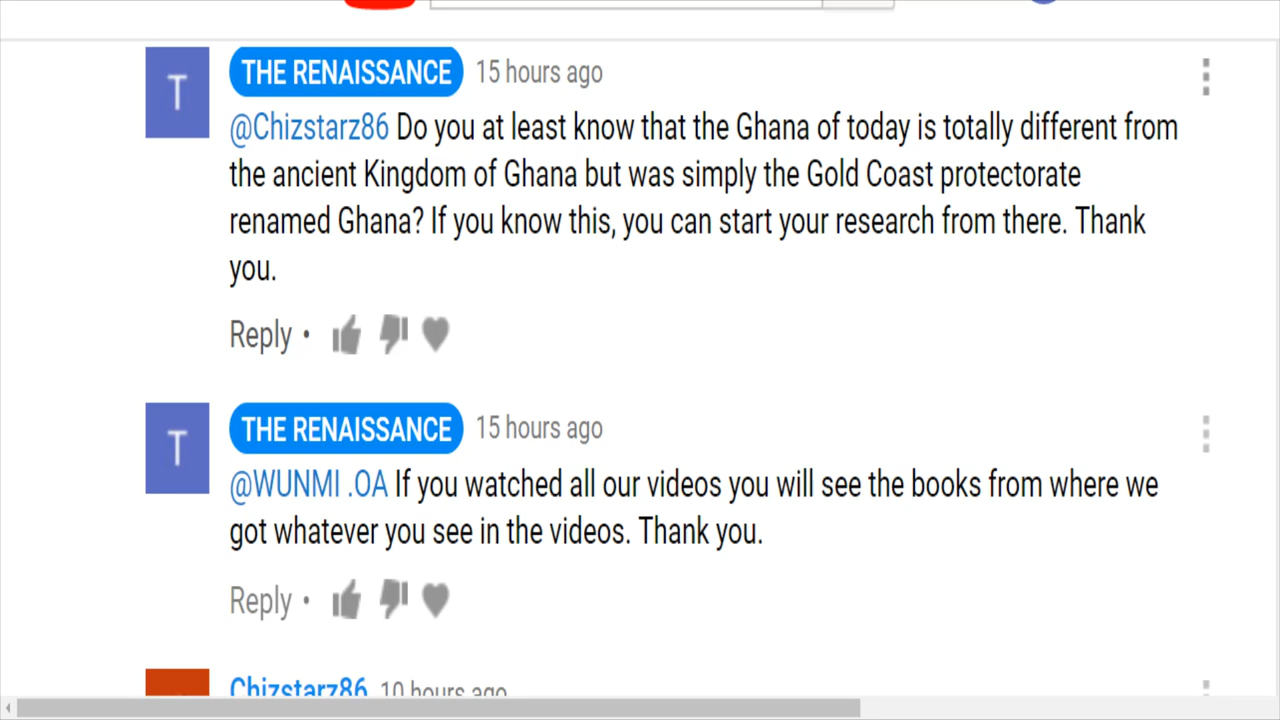 T
THE RENAISSANCE 15 hours ago
@Chizstarz86 Do you at least know that the Ghana of today is totally different from
the ancient Kingdom of Ghana but was simply the Gold Coast protectorate
renamed Ghana? If you know this, you can start your research from there. Thank
you.
Reply •
T
THE RENAISSANCE 15 hours ago
@WUNMI .OA If you watched all our videos you will see the books from where we
got whatever you see in the videos. Thank you.
Reply •
Chizstarz86 10 hours ago